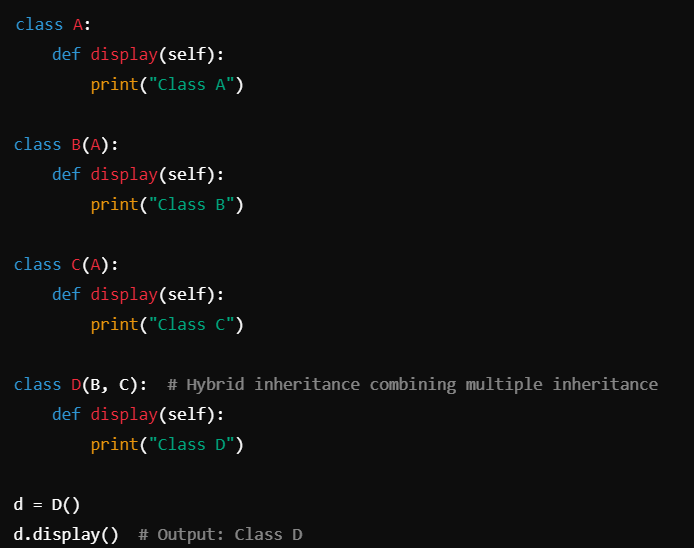 class A:
    def display(self):
        print("Class A")

class B(A):
    def display(self):
        print("Class B")

class C(A):
    def display(self):
        print("Class C")

class D(B, C):  # Hybrid inheritance combining multiple inheritance
    def display(self):
        print("Class D")

d = D()
d.display()  # Output: Class D